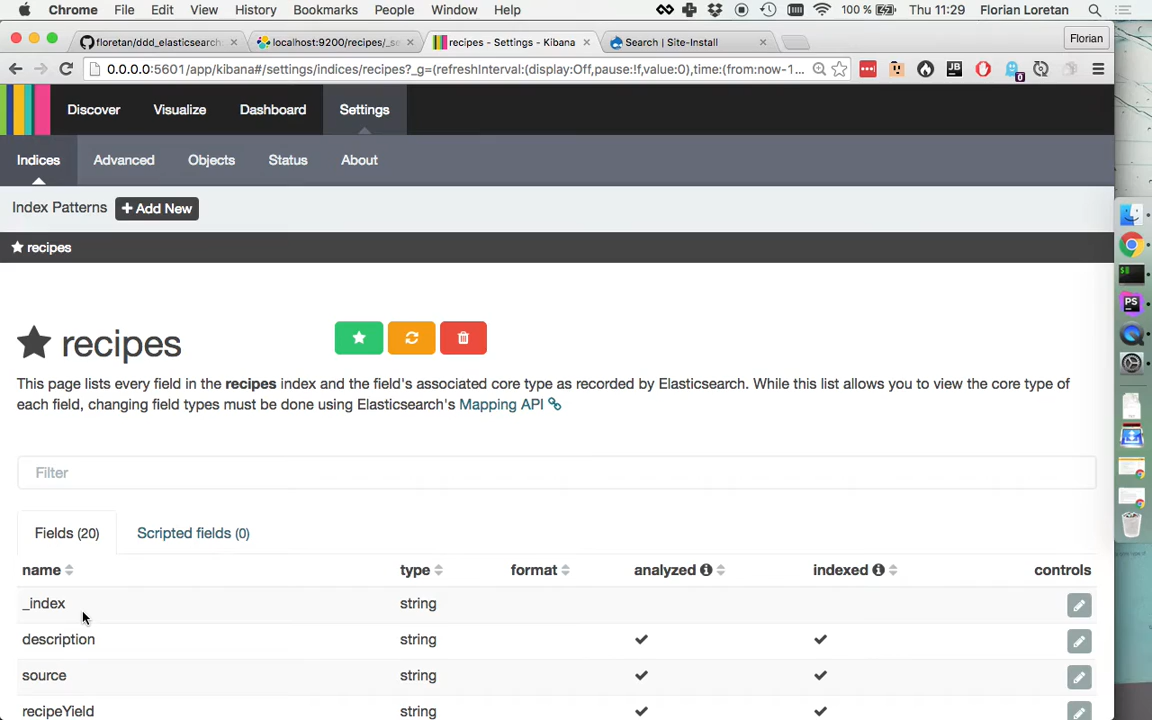 Chrome File Edit View History Bookmarks People Window Help 100 % Thu 11:29 Florian Loretan
floretan/ddd_elasticsearch localhost:9200/recipes/_se recipes - Settings - Kibana Search | Site-Install Florian
0.0.0.0:5601/app/kibana#/settings/indices/recipes?_g=(refreshInterval:(display:Off,pause:!f,value:0),time:(from:now-1...
Discover Visualize Dashboard Settings
Indices Advanced Objects Status About
Index Patterns + Add New
recipes
recipes
This page lists every field in the recipes index and the field's associated core type as recorded by Elasticsearch. While this list allows you to view the core type of
each field, changing field types must be done using Elasticsearch's Mapping API
Filter
Fields (20) Scripted fields (0)
name type format analyzed indexed controls
_index string
description string
source string
recipeYield string